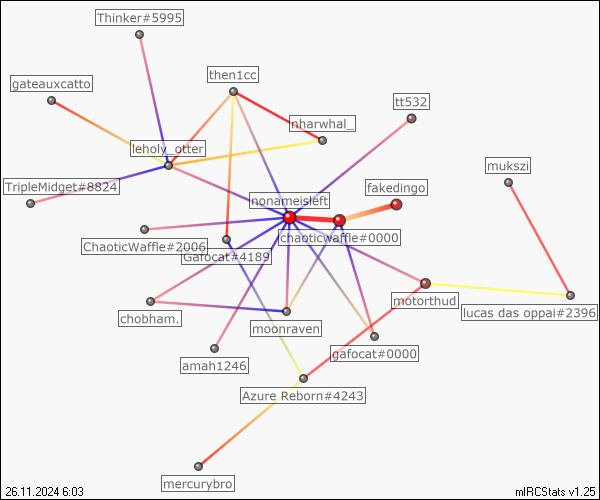 Thinker#5995
then1cc
gateauxcatto
tt532
nharwhal_
leholy_otter
mukszi
TripleMidget#8824
nonameisleft
fakedingo
ChaoticWaffle#2006
chaoticwaffle#0000
Gafocat#4189
motorthud
lucas das oppai#2396
chobham.
moonraven
gafocat#0000
amah1246
Azure Reborn#4243
mercurybro
26.11.2024 6:03
mIRCStats v1.25